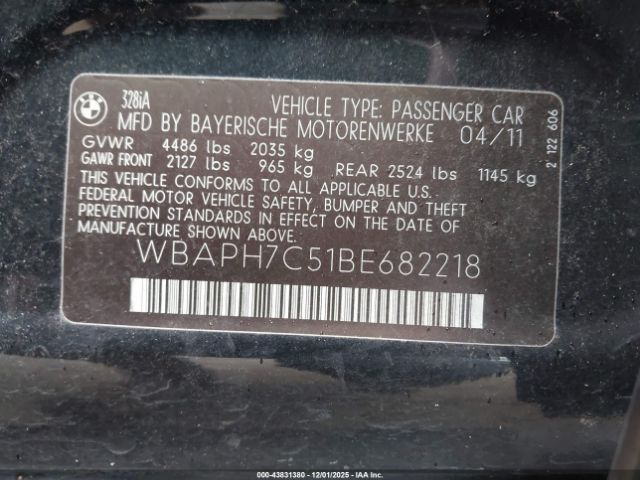 BMW
328iA
VEHICLE TYPE: PASSENGER CAR
MFD BY BAYERISCHE MOTORENWERKE 04/11
GVWR 4486 lbs 2035 kg
GAWR FRONT 2127 lbs 965 kg REAR 2524 lbs 1145 kg
THIS VEHICLE CONFORMS TO ALL APPLICABLE U.S.
FEDERAL MOTOR VEHICLE SAFETY, BUMPER AND THEFT
PREVENTION STANDARDS IN EFFECT ON THE DATE OF
MANUFACTURE SHOWN ABOVE.
WBAPH7C51BE682218
2 122 606
000-43831380 • 12/01/2025 • IAA Inc.